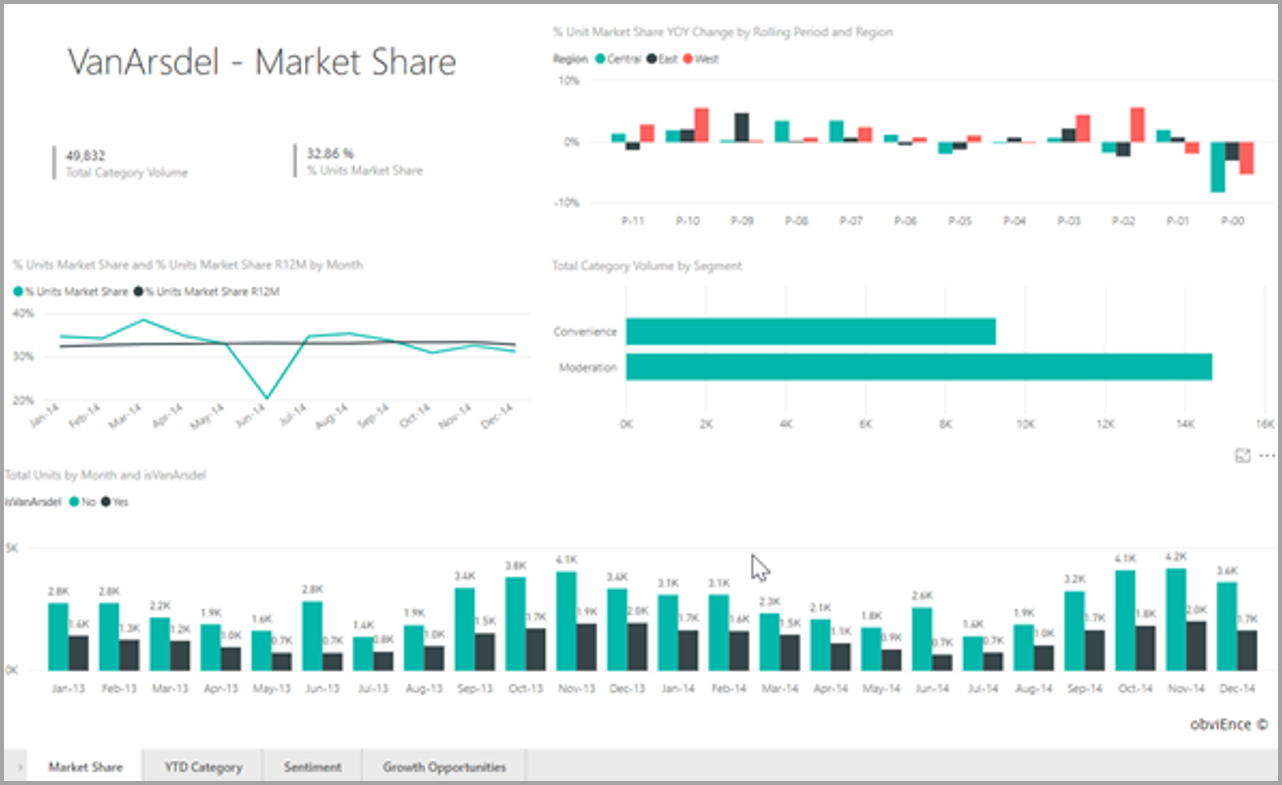 VanArsdel - Market Share
49,832
Total Category Volume
32.86 %
% Units Market Share
% Unit Market Share YOY Change by Rolling Period and Region
Region Central East West
10%
0%
-10%
P-11 P-10 P-09 P-08 P-07 P-06 P-05 P-04 P-03 P-02 P-01 P-00
% Units Market Share and % Units Market Share R12M by Month
% Units Market Share % Units Market Share R12M
40%
30%
20%
Jan-14 Feb-14 Mar-14 Apr-14 May-14 Jun-14 Jul-14 Aug-14 Sep-14 Oct-14 Nov-14 Dec-14
Total Category Volume by Segment
Convenience
Moderation
0K 2K 4K 6K 8K 10K 12K 14K 16K
Total Units by Month and isVanArsdel
isVanArsdel No Yes
5K
2.8K 2.8K 2.2K 1.9K 1.6K 2.8K 1.4K 1.9K 3.4K 3.8K 4.1K 3.4K 3.1K 3.1K 2.3K 2.1K 1.8K 2.6K 1.4K 1.9K 3.2K 4.1K 4.2K 3.6K
1.4K 1.3K 1.2K 1.0K 0.7K 0.7K 0.8K 1.0K 1.5K 1.7K 1.9K 2.0K 1.7K 1.6K 1.5K 1.1K 0.9K 0.7K 0.7K 1.0K 1.7K 1.8K 2.0K 1.7K
0K
Jan-13 Feb-13 Mar-13 Apr-13 May-13 Jun-13 Jul-13 Aug-13 Sep-13 Oct-13 Nov-13 Dec-13 Jan-14 Feb-14 Mar-14 Apr-14 May-14 Jun-14 Jul-14 Aug-14 Sep-14 Oct-14 Nov-14 Dec-14
obviEnce ©
Market Share YTD Category Sentiment Growth Opportunities